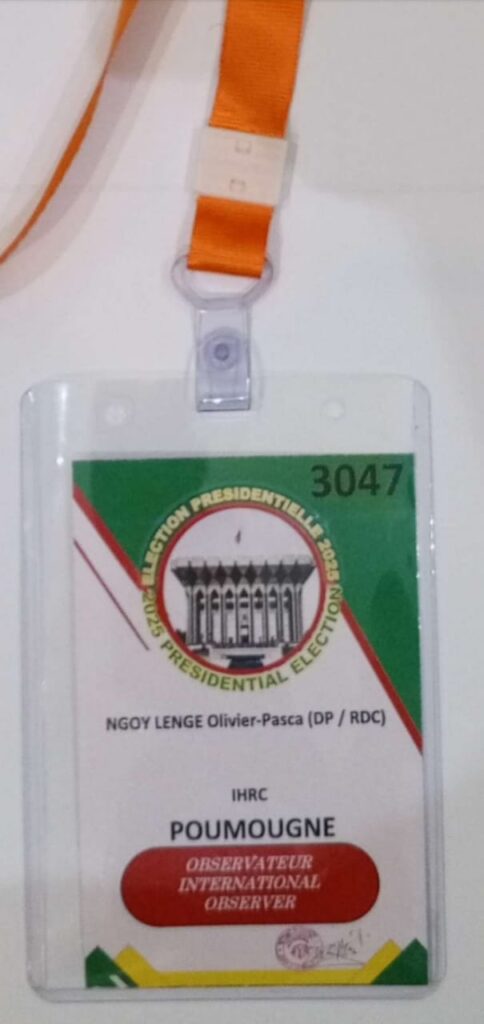 3047
ELECTION PRESIDENTIELLE 2025
2025 PRESIDENTIAL ELECTION
NGOY LENGE Olivier-Pasca (DP / RDC)
IHRC
POUMOUGNE
OBSERVATEUR
INTERNATIONAL
OBSERVER